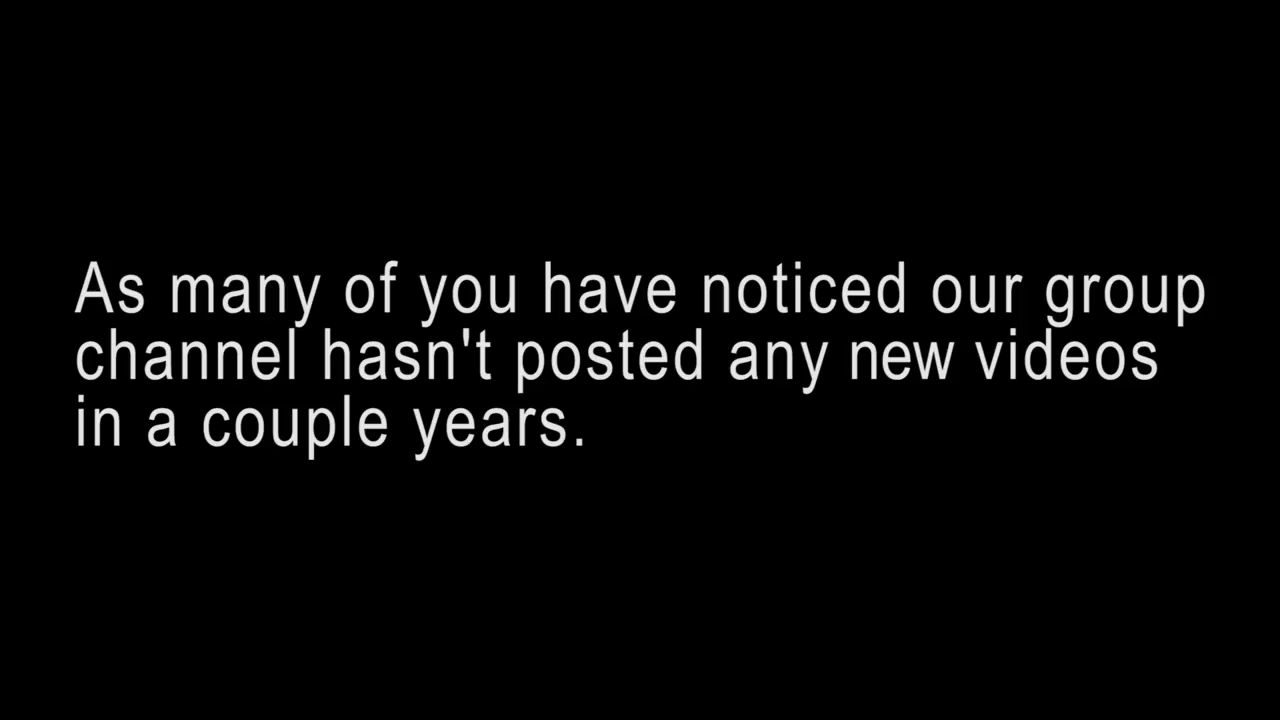 As many of you have noticed our group
channel hasn't posted any new videos
in a couple years.